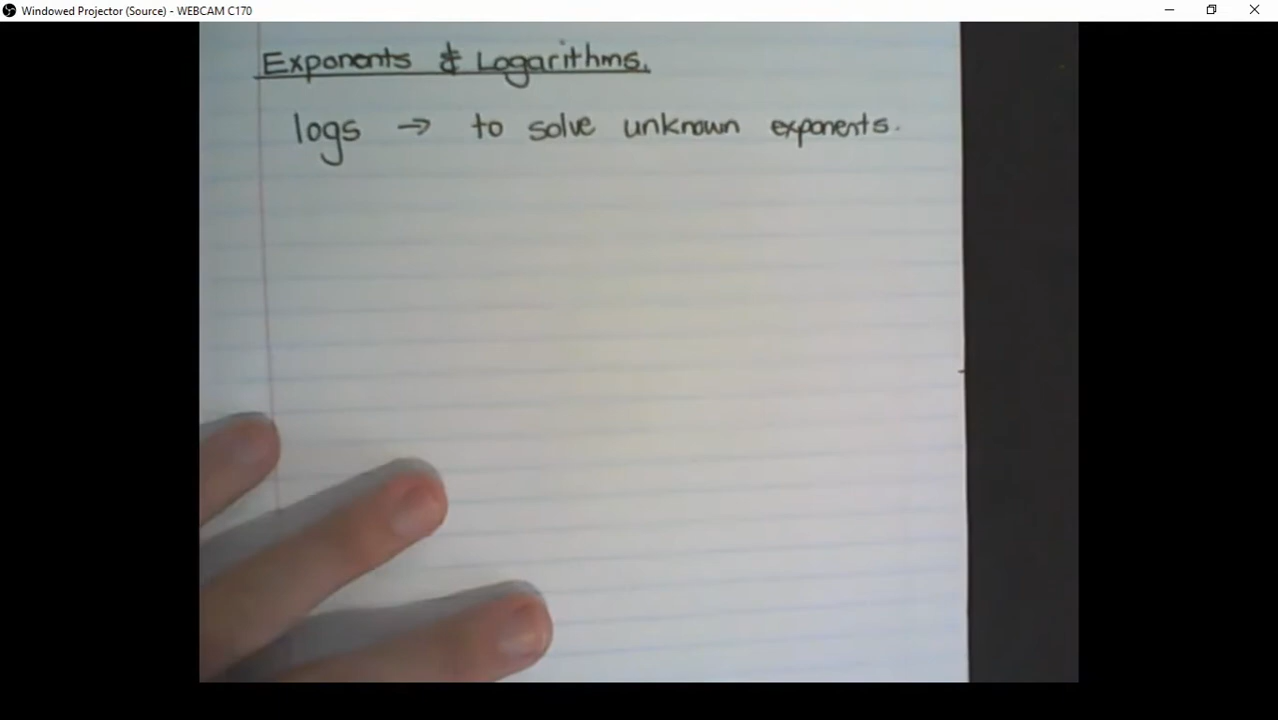 Windowed Projector (Source) - WEBCAM C170
Exponents & Logarithms.
logs → to solve unknown exponents.